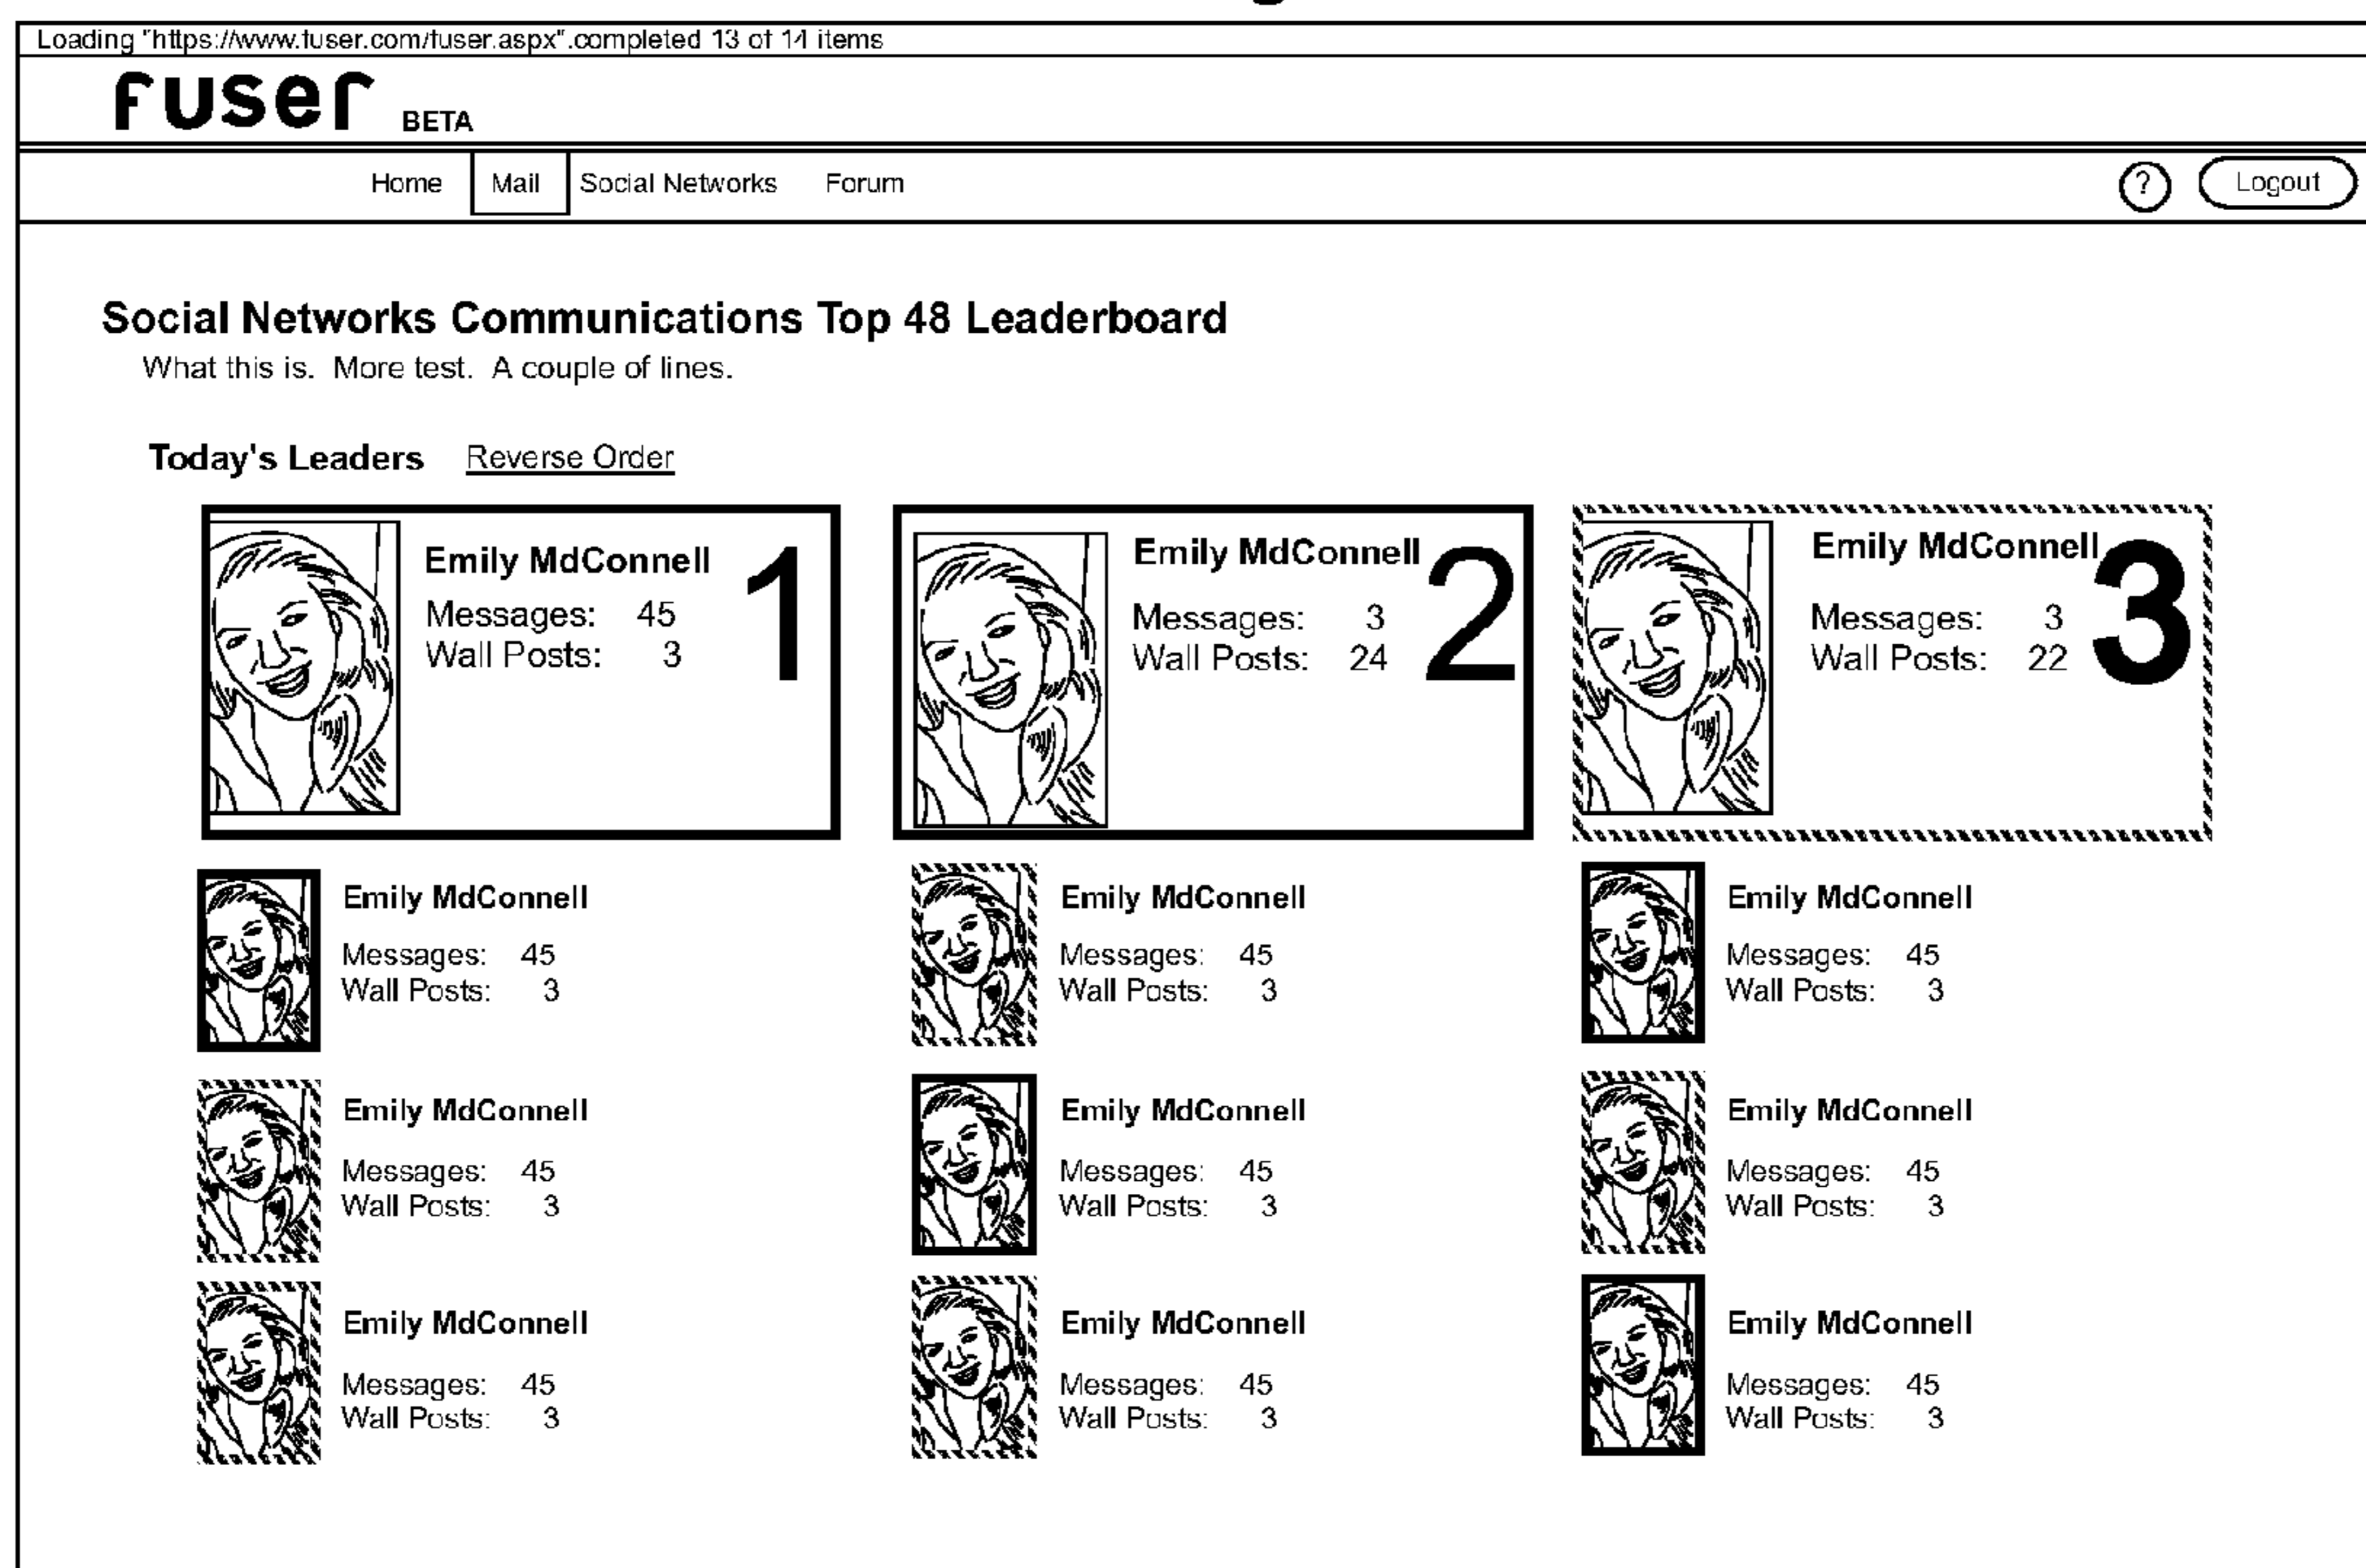 Loading "https://www.fuser.com/fuser.aspx".completed 13 of 14 items
fuser BETA
Home Mail Social Networks Forum ? Logout
Social Networks Communications Top 48 Leaderboard
What this is. More test. A couple of lines.
Today's Leaders Reverse Order
Emily MdConnell 1
Messages: 45
Wall Posts: 3
Emily MdConnell 2
Messages: 3
Wall Posts: 24
Emily MdConnell 3
Messages: 3
Wall Posts: 22
Emily MdConnell
Messages: 45
Wall Posts: 3
Emily MdConnell
Messages: 45
Wall Posts: 3
Emily MdConnell
Messages: 45
Wall Posts: 3
Emily MdConnell
Messages: 45
Wall Posts: 3
Emily MdConnell
Messages: 45
Wall Posts: 3
Emily MdConnell
Messages: 45
Wall Posts: 3
Emily MdConnell
Messages: 45
Wall Posts: 3
Emily MdConnell
Messages: 45
Wall Posts: 3
Emily MdConnell
Messages: 45
Wall Posts: 3